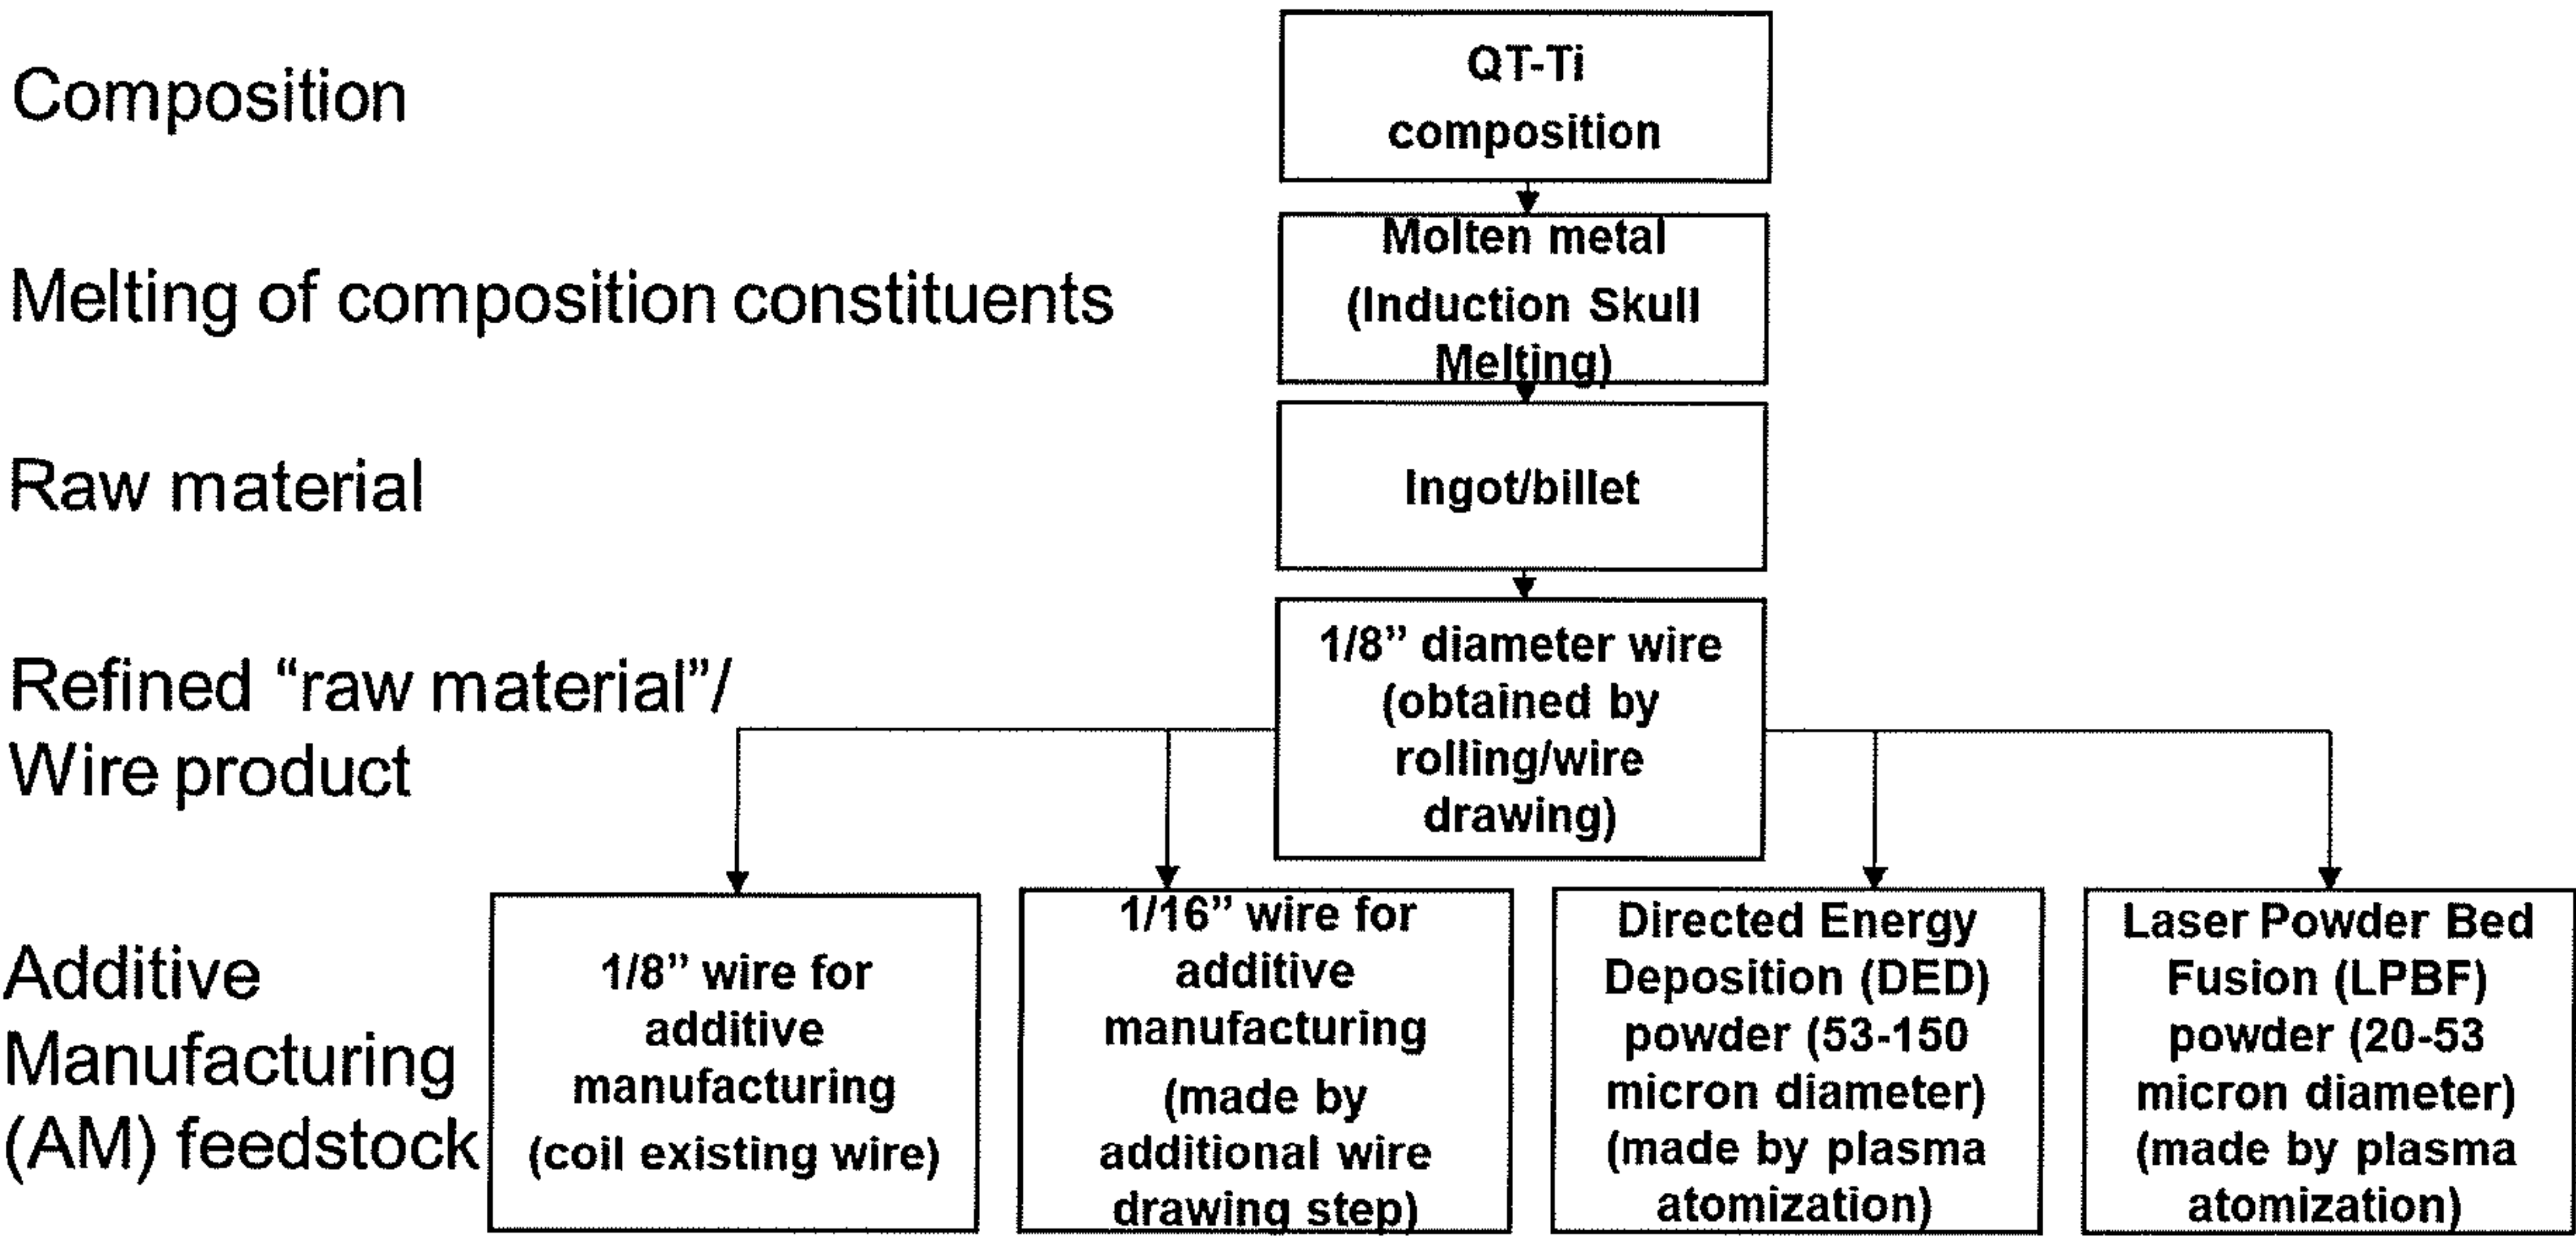 Composition
QT-Ti
composition
Melting of composition constituents
Molten metal
(Induction Skull
Melting)
Raw material
Ingot/billet
Refined “raw material”/
Wire product
1/8” diameter wire
(obtained by
rolling/wire
drawing)
Additive
Manufacturing
(AM) feedstock
1/8” wire for
additive
manufacturing
(coil existing wire)
1/16” wire for
additive
manufacturing
(made by
additional wire
drawing step)
Directed Energy
Deposition (DED)
powder (53-150
micron diameter)
(made by plasma
atomization)
Laser Powder Bed
Fusion (LPBF)
powder (20-53
micron diameter)
(made by plasma
atomization)